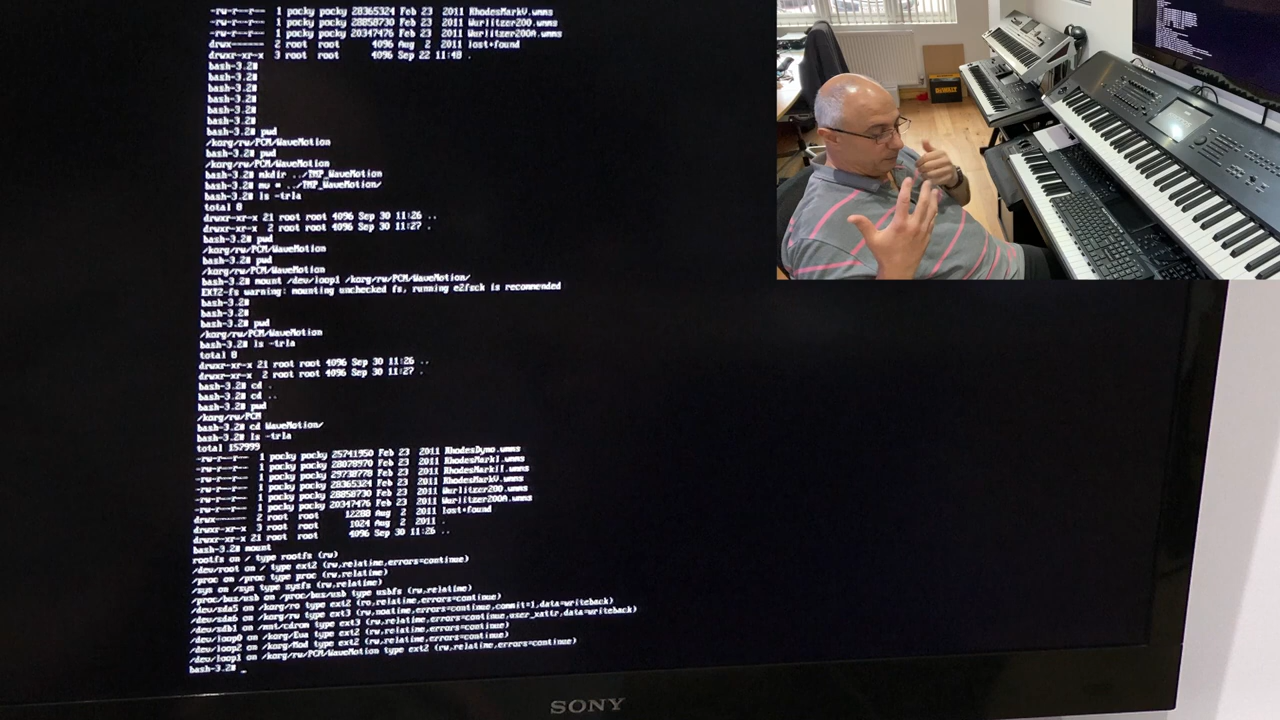 -rw-r--r-- 1 pocky pocky 28365324 Feb 23 2011 RhodesMarkV.wmms
-rw-r--r-- 1 pocky pocky 28858730 Feb 23 2011 Wurlitzer200.wmms
-rw-r--r-- 1 pocky pocky 20347476 Feb 23 2011 Wurlitzer200A.wmms
drwx------ 2 root root 4096 Aug 2 2011 lost+found
drwxr-xr-x 3 root root 4096 Sep 22 11:48 .
bash-3.2#
bash-3.2#
bash-3.2#
bash-3.2#
bash-3.2#
bash-3.2#
bash-3.2# pwd
/korg/rw/PCM/WaveMotion
bash-3.2# pwd
/korg/rw/PCM/WaveMotion
bash-3.2# mkdir ../TMP_WaveMotion
bash-3.2# mv * ../TMP_WaveMotion/
bash-3.2# ls -trla
total 8
drwxr-xr-x 21 root root 4096 Sep 30 11:26 ..
drwxr-xr-x 2 root root 4096 Sep 30 11:27 .
bash-3.2# pwd
/korg/rw/PCM/WaveMotion
bash-3.2# pwd
/korg/rw/PCM/WaveMotion
bash-3.2# mount /dev/loop1 /korg/rw/PCM/WaveMotion/
EXT2-fs warning: mounting unchecked fs, running e2fsck is recommended
bash-3.2#
bash-3.2#
bash-3.2# pwd
/korg/rw/PCM/WaveMotion
bash-3.2# ls -trla
total 8
drwxr-xr-x 21 root root 4096 Sep 30 11:26 ..
drwxr-xr-x 2 root root 4096 Sep 30 11:27 .
bash-3.2# cd .
bash-3.2# cd ..
bash-3.2# pwd
/korg/rw/PCM
bash-3.2# cd WaveMotion/
bash-3.2# ls -trla
total 157999
-rw-r--r-- 1 pocky pocky 25741950 Feb 23 2011 RhodesDyno.wmms
-rw-r--r-- 1 pocky pocky 28078970 Feb 23 2011 RhodesMarkI.wmms
-rw-r--r-- 1 pocky pocky 29738778 Feb 23 2011 RhodesMarkII.wmms
-rw-r--r-- 1 pocky pocky 28365324 Feb 23 2011 RhodesMarkV.wmms
-rw-r--r-- 1 pocky pocky 28858730 Feb 23 2011 Wurlitzer200.wmms
-rw-r--r-- 1 pocky pocky 20347476 Feb 23 2011 Wurlitzer200A.wmms
drwx------ 2 root root 12288 Aug 2 2011 lost+found
drwxr-xr-x 3 root root 1024 Aug 2 2011 .
drwxr-xr-x 21 root root 4096 Sep 30 11:26 ..
bash-3.2# mount
rootfs on / type rootfs (rw)
/dev/root on / type ext2 (rw,relatime,errors=continue)
/proc on /proc type proc (rw,relatime)
/sys on /sys type sysfs (rw,relatime)
/proc/bus/usb on /proc/bus/usb type usbfs (rw,relatime)
/dev/sda5 on /korg/ro type ext2 (ro,relatime,errors=continue)
/dev/sda6 on /korg/rw type ext3 (rw,noatime,errors=continue,commit=1,data=writeback)
/dev/sdb1 on /mnt/cdrom type ext3 (rw,relatime,errors=continue,user_xattr,data=writeback)
/dev/loop0 on /korg/Eva type ext2 (rw,relatime,errors=continue)
/dev/loop2 on /korg/Mod type ext2 (rw,relatime,errors=continue)
/dev/loop1 on /korg/rw/PCM/WaveMotion type ext2 (rw,relatime,errors=continue)
bash-3.2# _
SONY
DEWALT